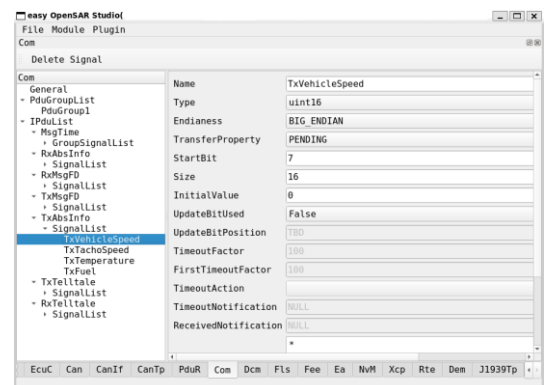 easy OpenSAR Studio(
File Module Plugin
Com
Delete Signal
Com
General
PduGroupList
PduGroup1
IPduList
MsgTime
GroupSignalList
RxAbsInfo
SignalList
RxMsgFD
SignalList
TxMsgFD
SignalList
TxAbsInfo
SignalList
TxVehicleSpeed
TxTachoSpeed
TxTemperature
TxFuel
TxTelltale
SignalList
RxTelltale
SignalList
Name TxVehicleSpeed
Type uint16
Endianess BIG_ENDIAN
TransferProperty PENDING
StartBit 7
Size 16
InitialValue 0
UpdateBitUsed False
UpdateBitPosition TBD
TimeoutFactor 100
FirstTimeoutFactor 100
TimeoutAction
TimeoutNotification NULL
ReceivedNotification NULL
*
EcuC Can CanIf CanTp PduR Com Dcm Fls Fee Ea NvM Xcp Rte Dem J1939Tp